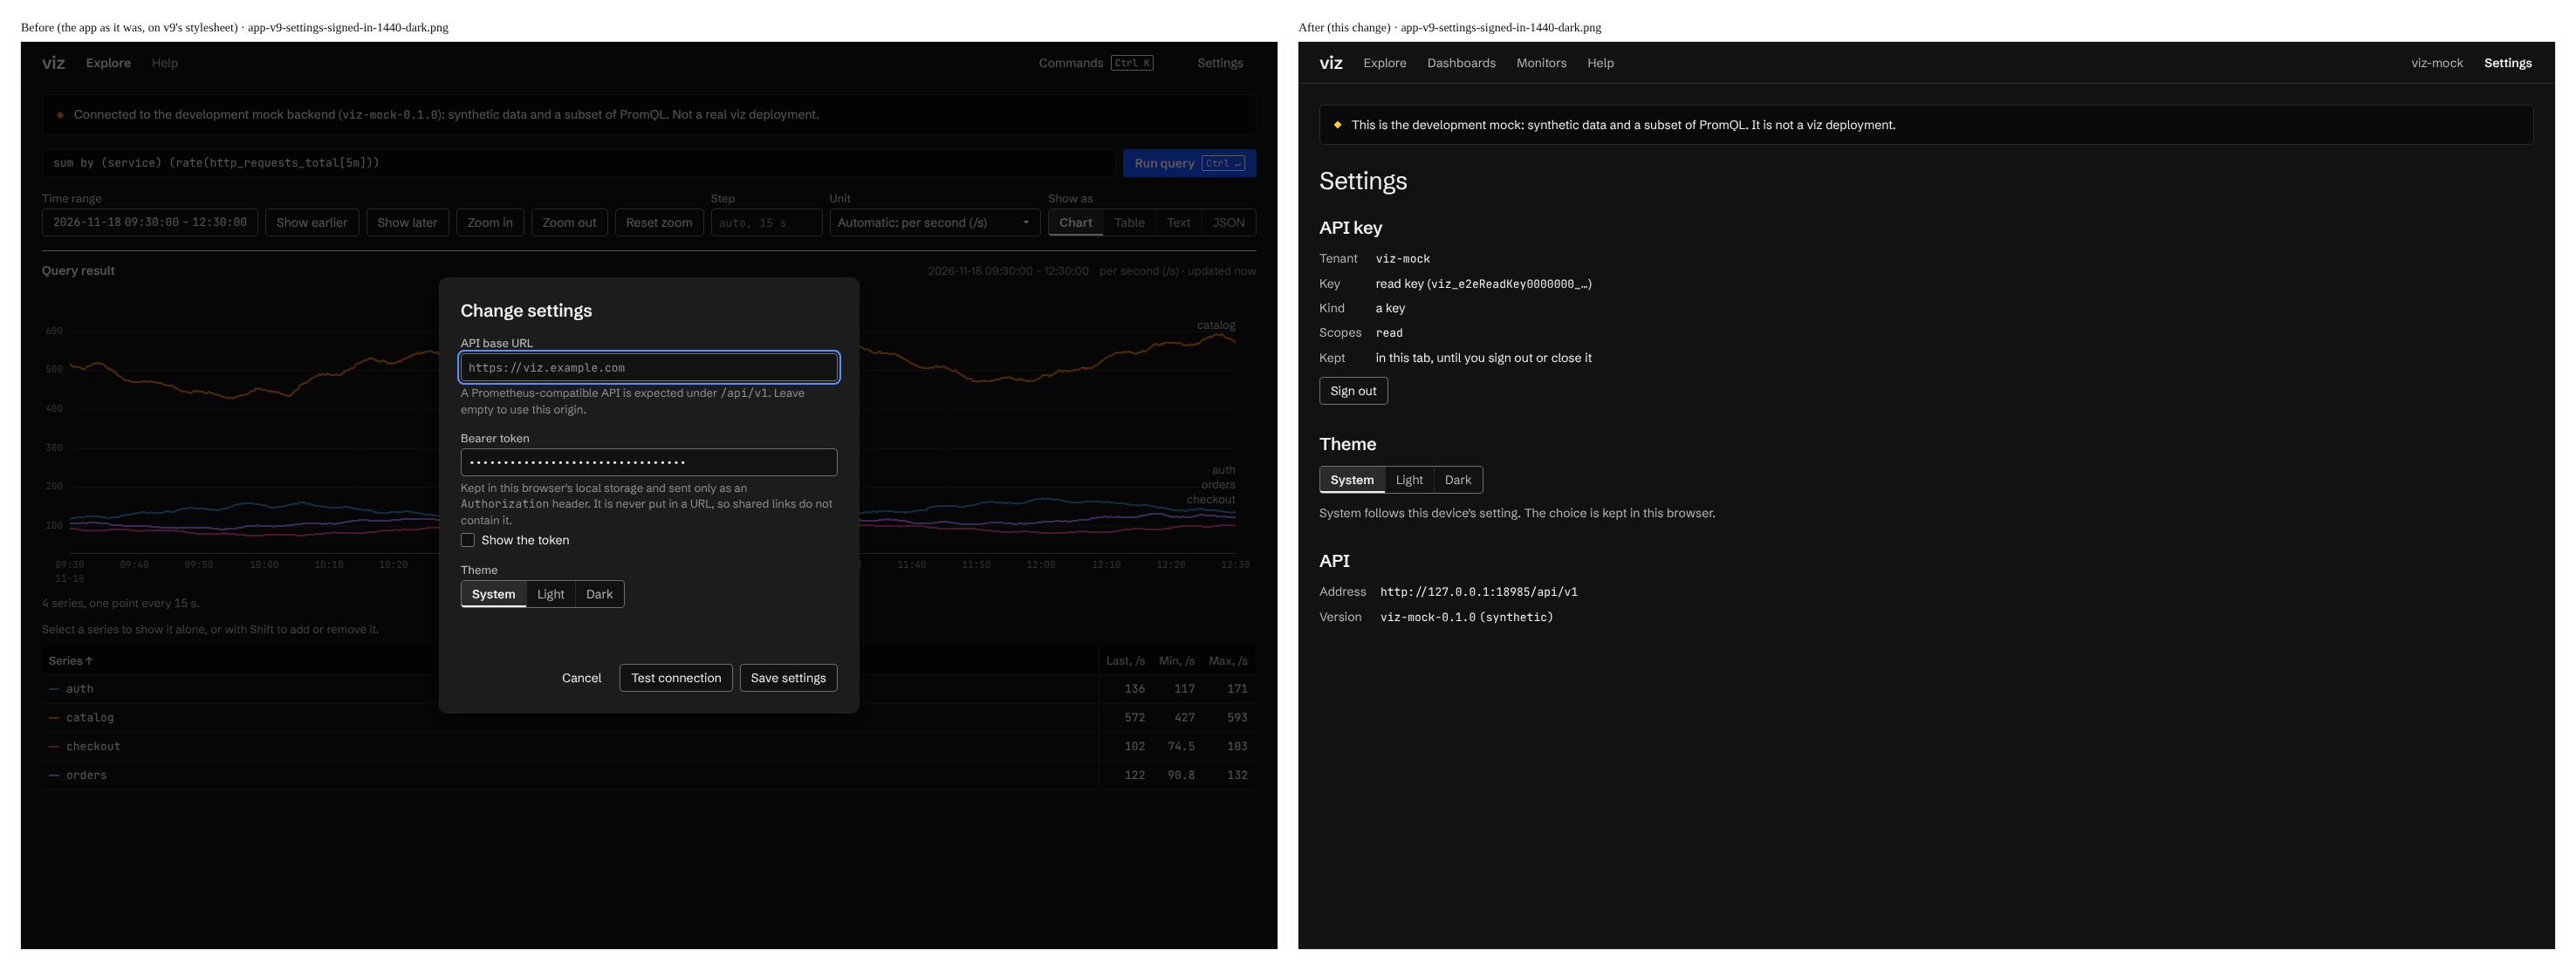 Before (the app as it was, on v9's stylesheet) · app-v9-settings-signed-in-1440-dark.png
viz Explore Help Commands Ctrl K Settings
Connected to the development mock backend (viz-mock-0.1.0): synthetic data and a subset of PromQL. Not a real viz deployment.
sum by (service) (rate(http_requests_total[5m])) Run query Ctrl ↵
Time range Step Unit Show as
2026-11-18 09:30:00 – 12:30:00 Show earlier Show later Zoom in Zoom out Reset zoom auto, 15 s Automatic: per second (/s) Chart Table Text JSON
Query result 2026-11-18 09:30:00 – 12:30:00 per second (/s) · updated now
600
500
400
300
200
100
catalog
auth
orders
checkout
09:30 09:40 09:50 10:00 10:10 10:20 11:40 11:50 12:00 12:10 12:20 12:30
11-18
4 series, one point every 15 s.
Select a series to show it alone, or with Shift to add or remove it.
Series ↑ Last, /s Min, /s Max, /s
auth 136 117 171
catalog 572 427 593
checkout 102 74.5 103
orders 122 90.8 132
Change settings
API base URL
https://viz.example.com
A Prometheus-compatible API is expected under /api/v1. Leave
empty to use this origin.
Bearer token
••••••••••••••••••••••••••••••••
Kept in this browser's local storage and sent only as an
Authorization header. It is never put in a URL, so shared links do not
contain it.
Show the token
Theme
System Light Dark
Cancel Test connection Save settings
After (this change) · app-v9-settings-signed-in-1440-dark.png
viz Explore Dashboards Monitors Help viz-mock Settings
This is the development mock: synthetic data and a subset of PromQL. It is not a viz deployment.
Settings
API key
Tenant viz-mock
Key read key (viz_e2eReadKey0000000_…)
Kind a key
Scopes read
Kept in this tab, until you sign out or close it
Sign out
Theme
System Light Dark
System follows this device's setting. The choice is kept in this browser.
API
Address http://127.0.0.1:18985/api/v1
Version viz-mock-0.1.0 (synthetic)